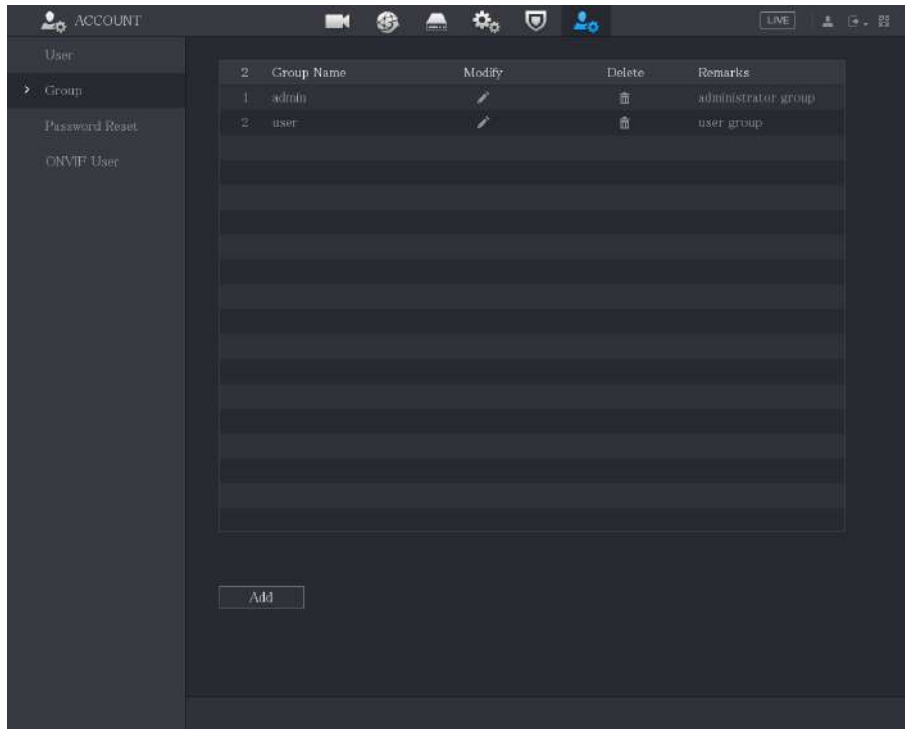 ACCOUNT LIVE
User
Group
Password Reset
ONVIF User
2 Group Name Modify Delete Remarks
1 admin administrator group
2 user user group
Add